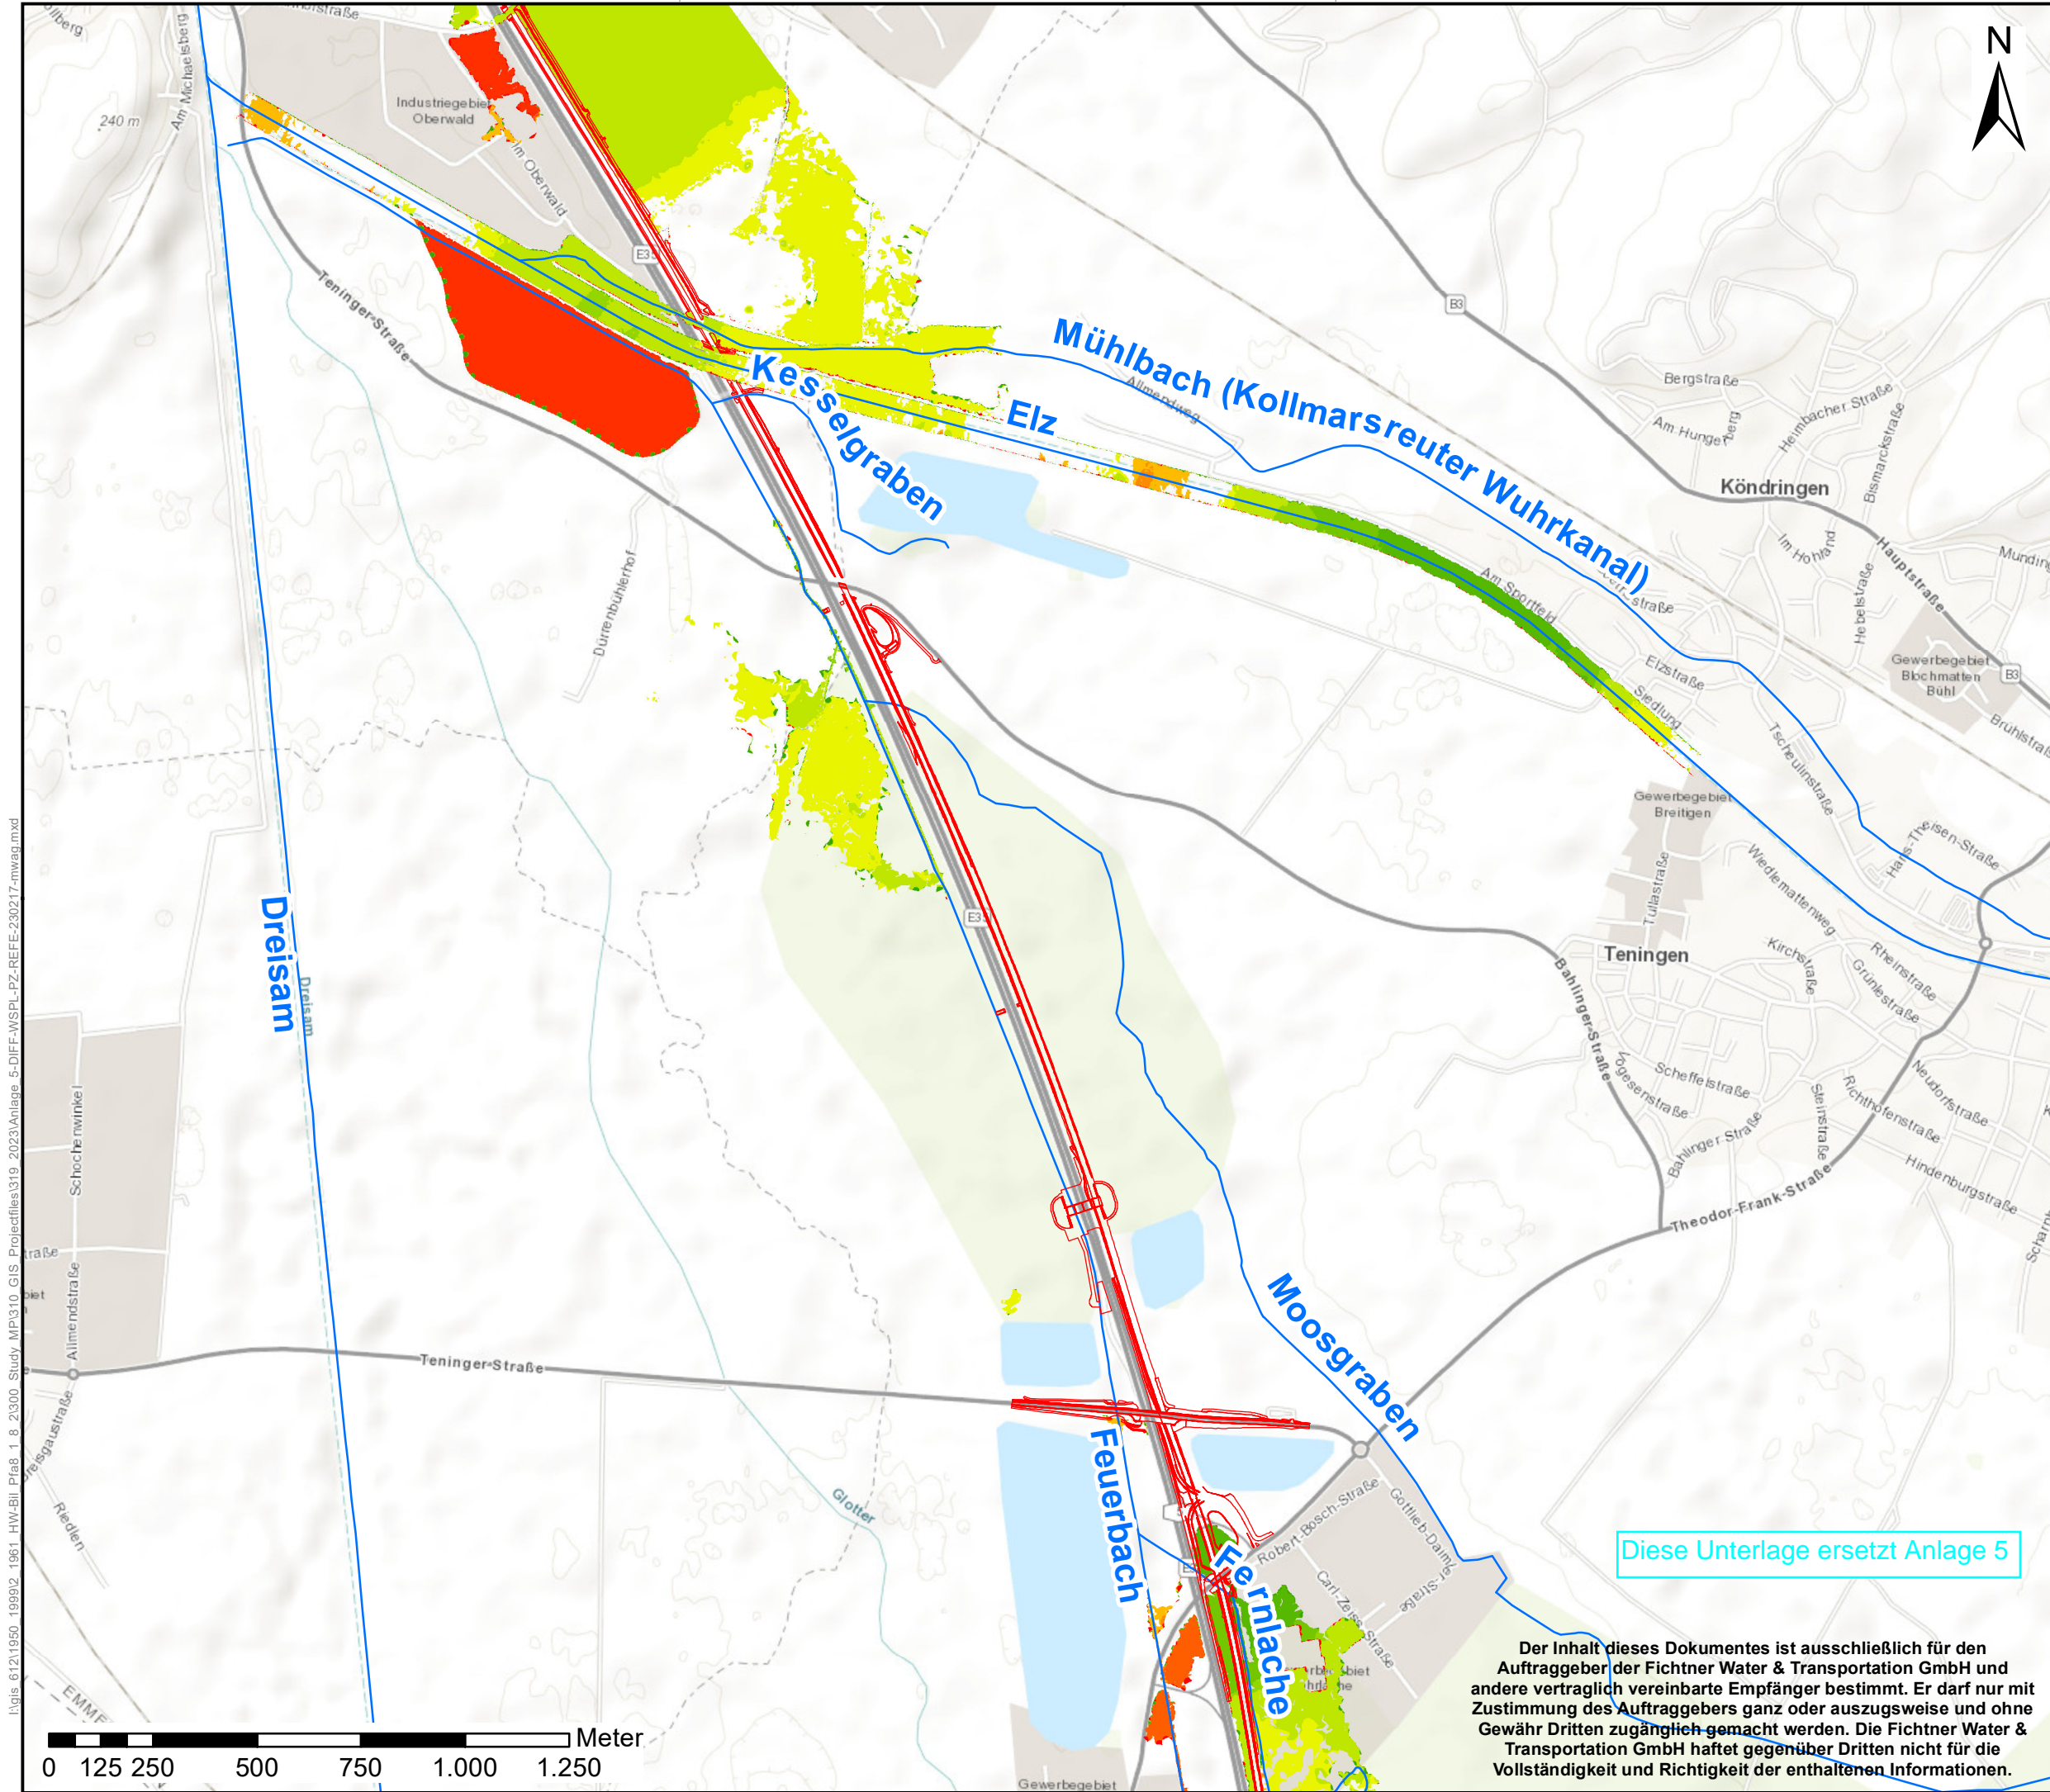 N
240 m
Am Michaelsberg
Industriegebiet
Oberwald
Im Oberwald
E35
Teninger-Straße
Mühlbach (Kollmarsreuter Wuhrkanal)
Allmendweg
Kesselgraben
Elz
B3
Bergstraße
Am Hungerberg
Heimbacher Straße
Bismarckstraße
Köndringen
Im Hohland
Hauptstraße
Hebelstraße
Am Sportfeld
Elzstraße
Siedlung
Gewerbegebiet
Blochmatten
Bühl
B3
Tscheulinstraße
Dürrenbühlerhof
Gewerbegebiet
Breitigen
Tullastraße
Wiedlemattenweg
Teningen
Kirchstraße
Rheinstraße
Grünlestraße
Bahlinger-Straße
Vogesenstraße
Scheffelstraße
Bahlinger Straße
Steinstraße
Richthofenstraße
Neudorfstraße
Hindenburgstraße
Theodor-Frank-Straße
E35
Dreisam
Dreisam
Schochenwinkel
Allmendstraße
Teninger-Straße
Riedlen
Glotter
Moosgraben
Feuerbach
Fernlache
Robert-Bosch-Straße
Gottlieb-Daimler-Straße
Carl-Zeiss-Straße
Gewerbegebiet
Diese Unterlage ersetzt Anlage 5
Der Inhalt dieses Dokumentes ist ausschließlich für den
Auftraggeber der Fichtner Water & Transportation GmbH und
andere vertraglich vereinbarte Empfänger bestimmt. Er darf nur mit
Zustimmung des Auftraggebers ganz oder auszugsweise und ohne
Gewähr Dritten zugänglich gemacht werden. Die Fichtner Water &
Transportation GmbH haftet gegenüber Dritten nicht für die
Vollständigkeit und Richtigkeit der enthaltenen Informationen.
Meter
0 125 250 500 750 1.000 1.250